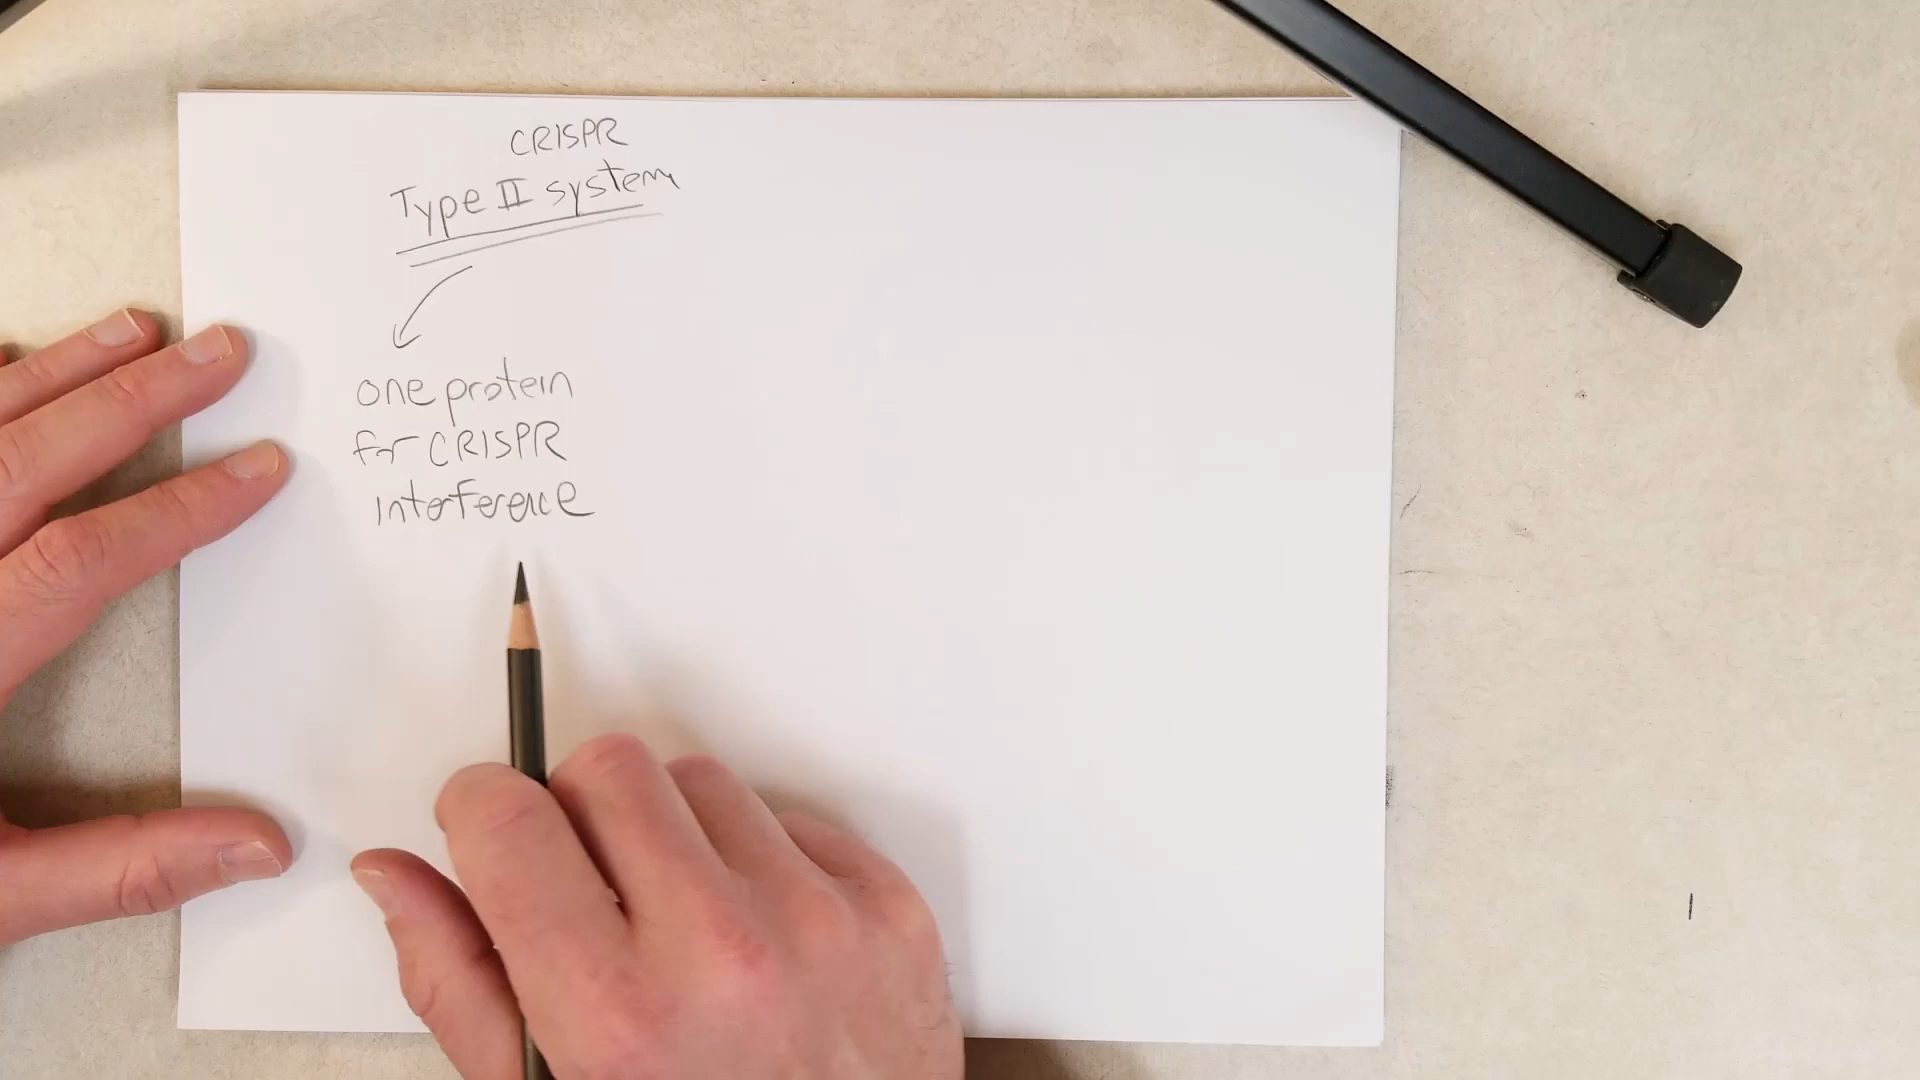 CRISPR
Type II system
one protein
for CRISPR
interference